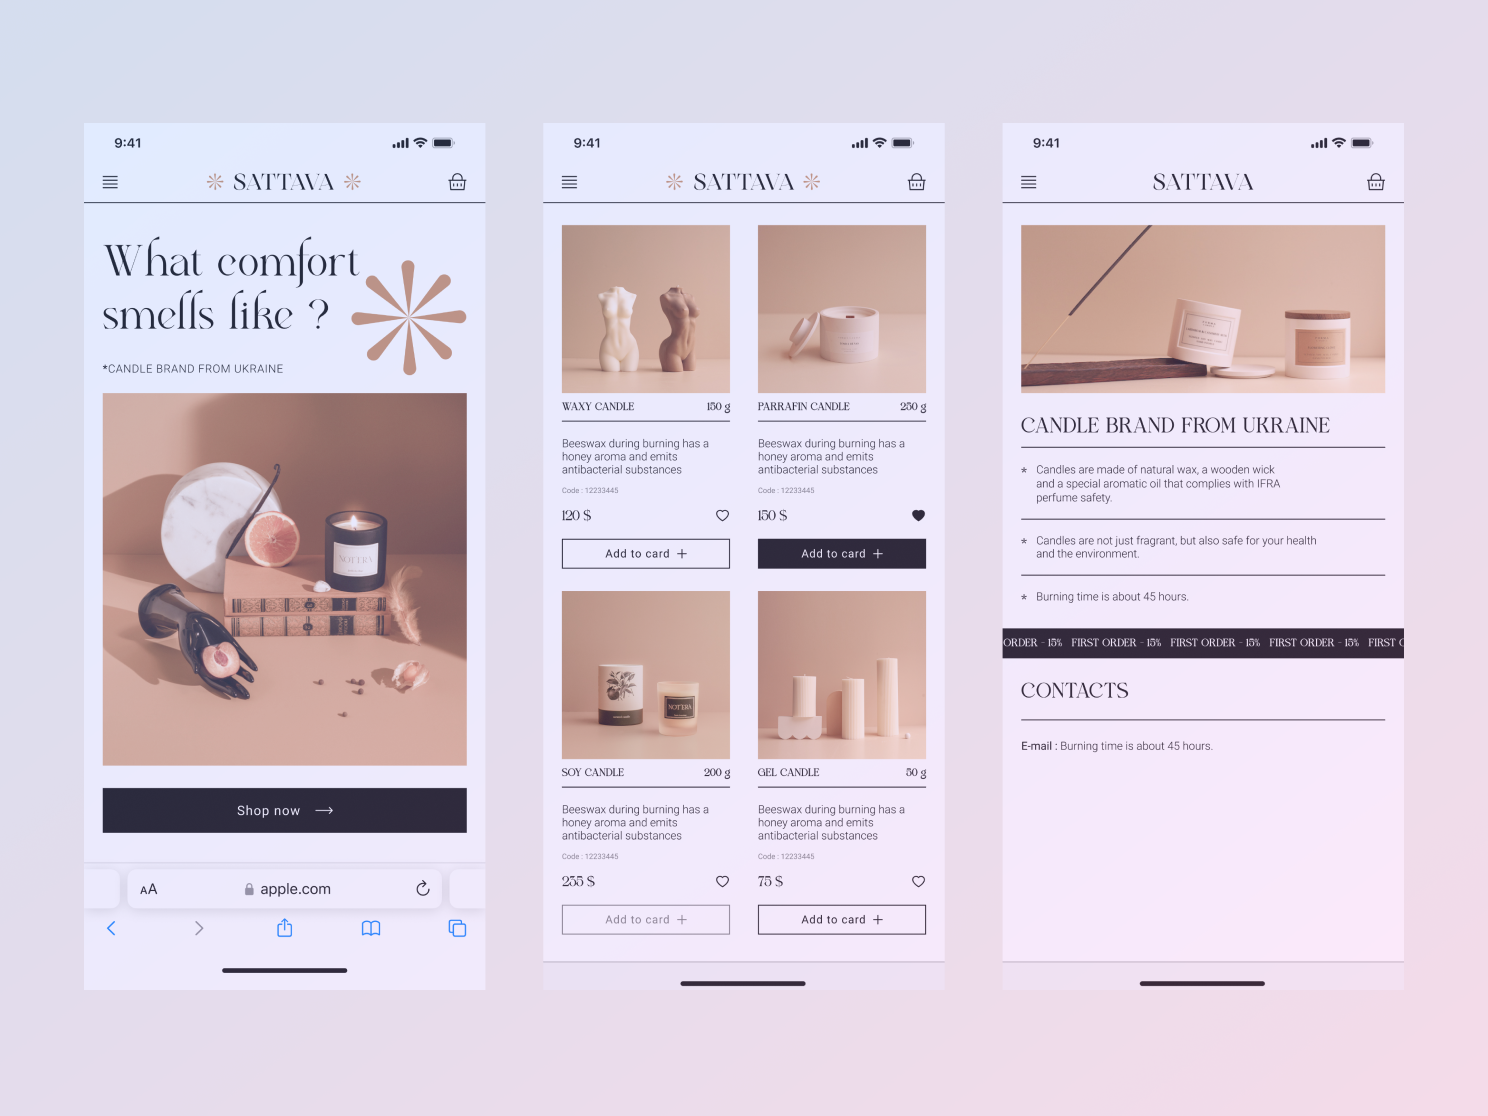 9:41
SATTAVA
What comfort
smells like ?
*CANDLE BRAND FROM UKRAINE
NOTERA
Shop now
AA
apple.com
9:41
SATTAVA
WAXY CANDLE 150 g
Beeswax during burning has a
honey aroma and emits
antibacterial substances
Code : 12233445
120 $
Add to card +
PARRAFIN CANDLE 250 g
Beeswax during burning has a
honey aroma and emits
antibacterial substances
Code : 12233445
150 $
Add to card +
NOTERA
SOY CANDLE 200 g
Beeswax during burning has a
honey aroma and emits
antibacterial substances
Code : 12233445
255 $
Add to card +
GEL CANDLE 50 g
Beeswax during burning has a
honey aroma and emits
antibacterial substances
Code : 12233445
75 $
Add to card +
9:41
SATTAVA
CANDLE BRAND FROM UKRAINE
* Candles are made of natural wax, a wooden wick
and a special aromatic oil that complies with IFRA
perfume safety.
* Candles are not just fragrant, but also safe for your health
and the environment.
* Burning time is about 45 hours.
ORDER - 15% FIRST ORDER - 15% FIRST ORDER - 15% FIRST ORDER - 15% FIRST
CONTACTS
E-mail : Burning time is about 45 hours.